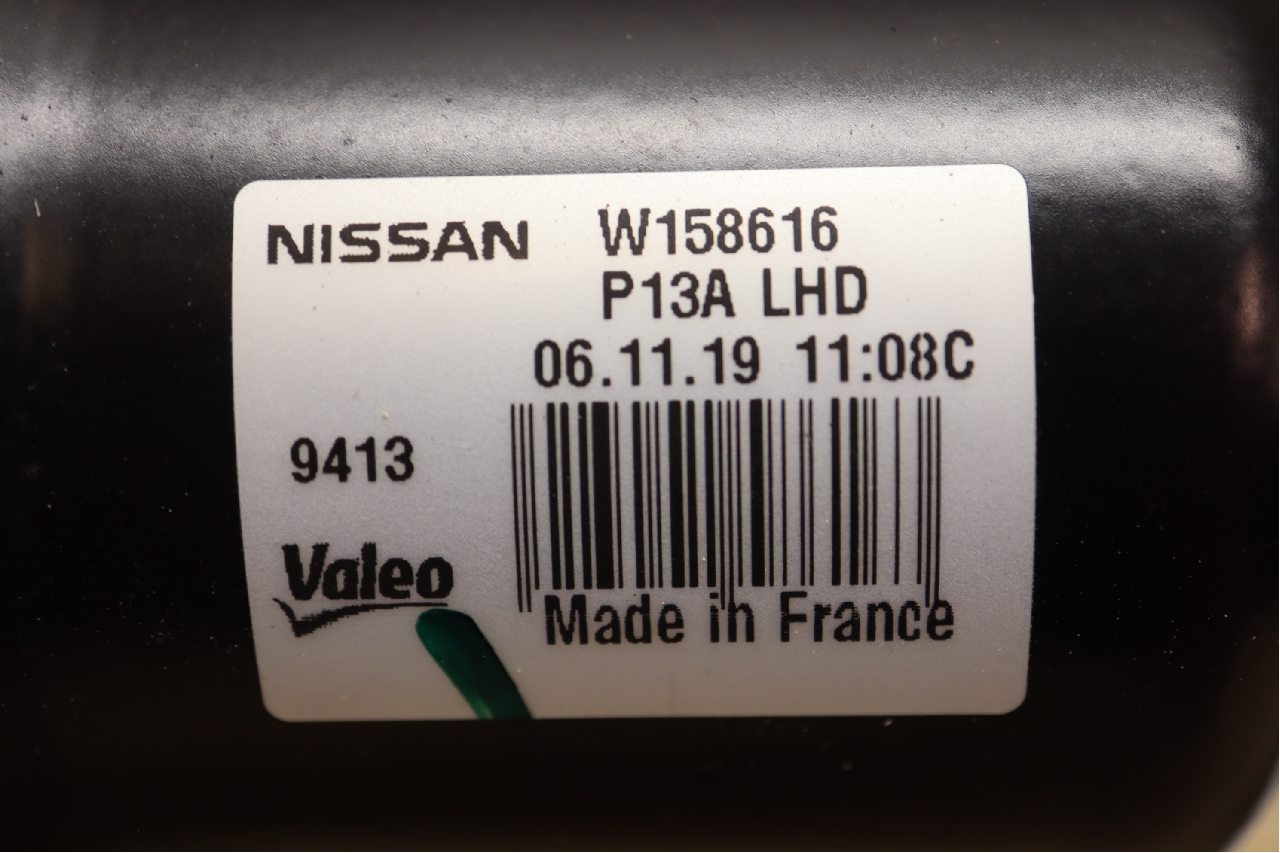 NISSAN W158616
P13A LHD
06.11.19 11:08C
9413
Valeo
Made in France